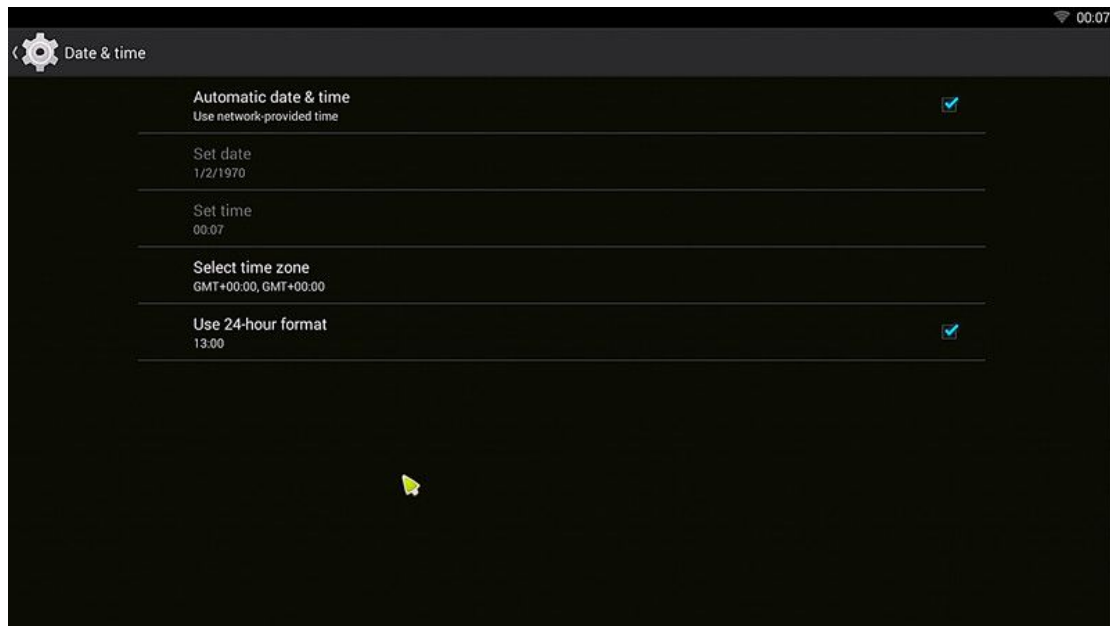 00:07
Date & time
Automatic date & time
Use network-provided time
Set date
1/2/1970
Set time
00:07
Select time zone
GMT+00:00, GMT+00:00
Use 24-hour format
13:00